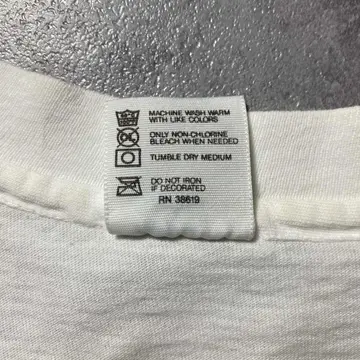 MACHINE WASH WARM
WITH LIKE COLORS
ONLY NON-CHLORINE
BLEACH WHEN NEEDED
TUMBLE DRY MEDIUM
DO NOT IRON
IF DECORATED
RN 38619